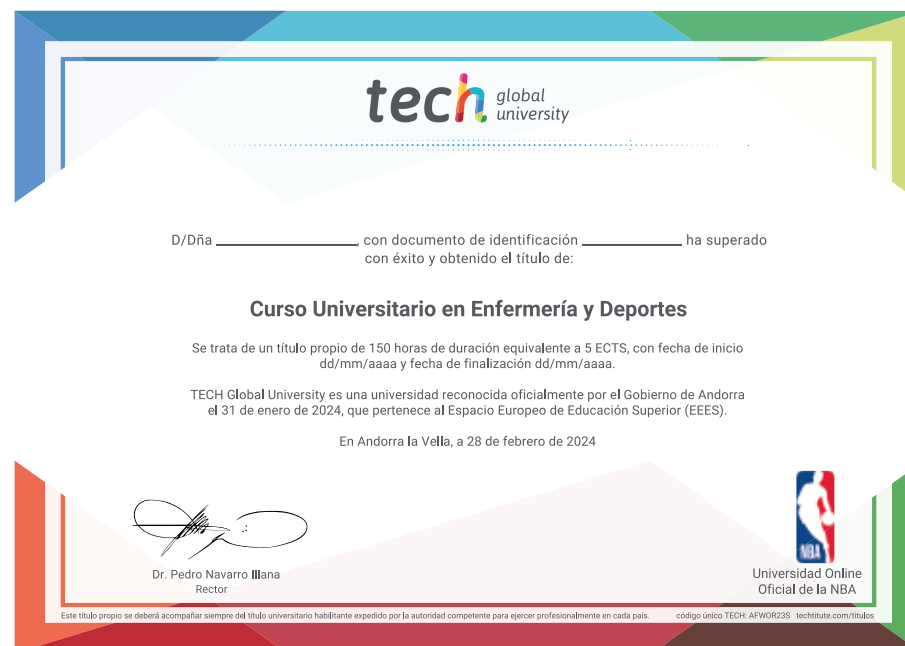 tech global university
D/Dña ____________________, con documento de identificación ______________ ha superado
con éxito y obtenido el título de:
Curso Universitario en Enfermería y Deportes
Se trata de un título propio de 150 horas de duración equivalente a 5 ECTS, con fecha de inicio
dd/mm/aaaa y fecha de finalización dd/mm/aaaa.
TECH Global University es una universidad reconocida oficialmente por el Gobierno de Andorra
el 31 de enero de 2024, que pertenece al Espacio Europeo de Educación Superior (EEES).
En Andorra la Vella, a 28 de febrero de 2024
Dr. Pedro Navarro Illana
Rector
NBA
Universidad Online
Oficial de la NBA
Este título propio se deberá acompañar siempre del título universitario habilitante expedido por la autoridad competente para ejercer profesionalmente en cada país. código único TECH: AFWOR23S techtitute.com/titulos